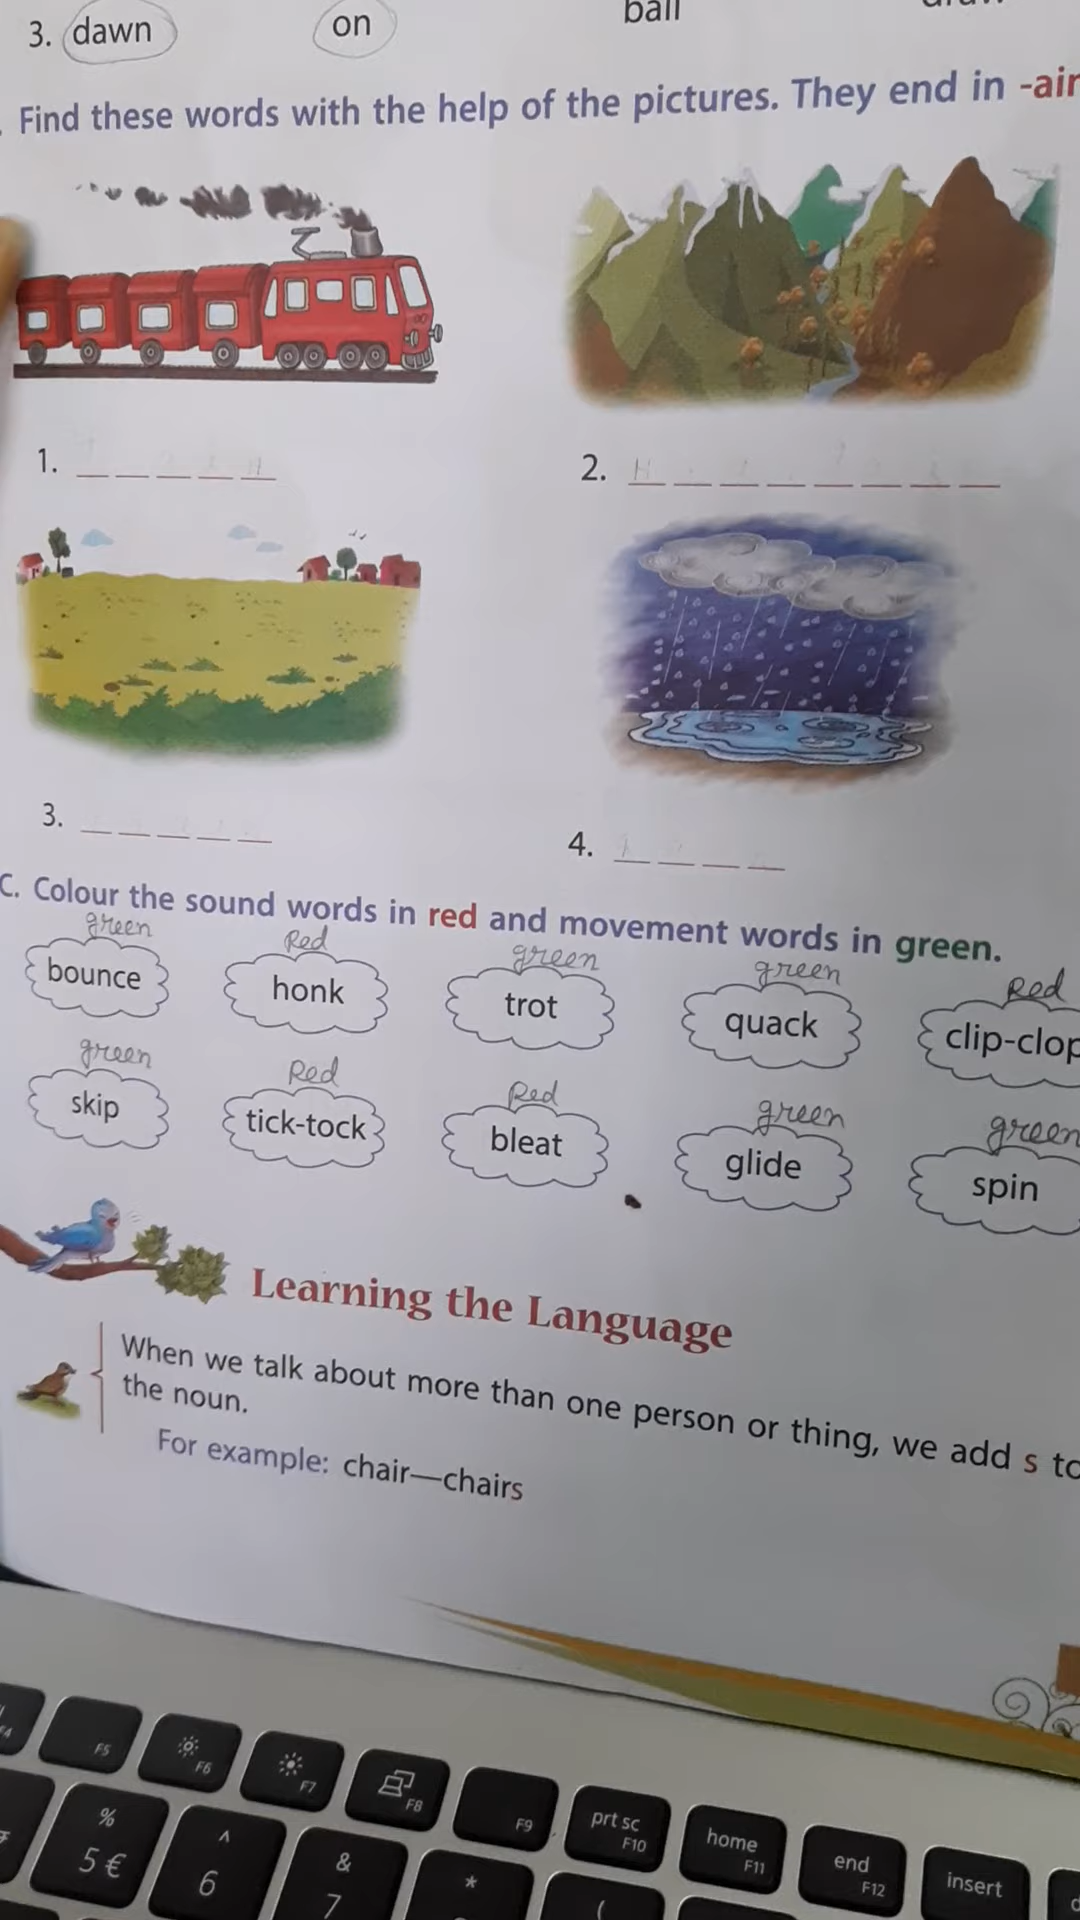 3. dawn on ball
Find these words with the help of the pictures. They end in -air
1.
2. H
3.
4.
C. Colour the sound words in red and movement words in green.
green Red green green Red
bounce honk trot quack clip-clop
green Red Red green green
skip tick-tock bleat glide spin
Learning the Language
When we talk about more than one person or thing, we add s to
the noun.
For example: chair—chairs
F5 F6 F7 F8 F9 prt sc F10 home F11 end F12 insert
% 5 € ^ 6 & 7 * (